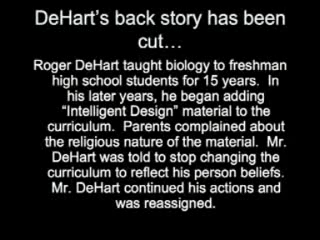 DeHart's back story has been
cut…
Roger DeHart taught biology to freshman
high school students for 15 years.  In
his later years, he began adding
“Intelligent Design” material to the
curriculum.  Parents complained about
the religious nature of the material.  Mr.
DeHart was told to stop changing the
curriculum to reflect his person beliefs.
Mr. DeHart continued his actions and
was reassigned.